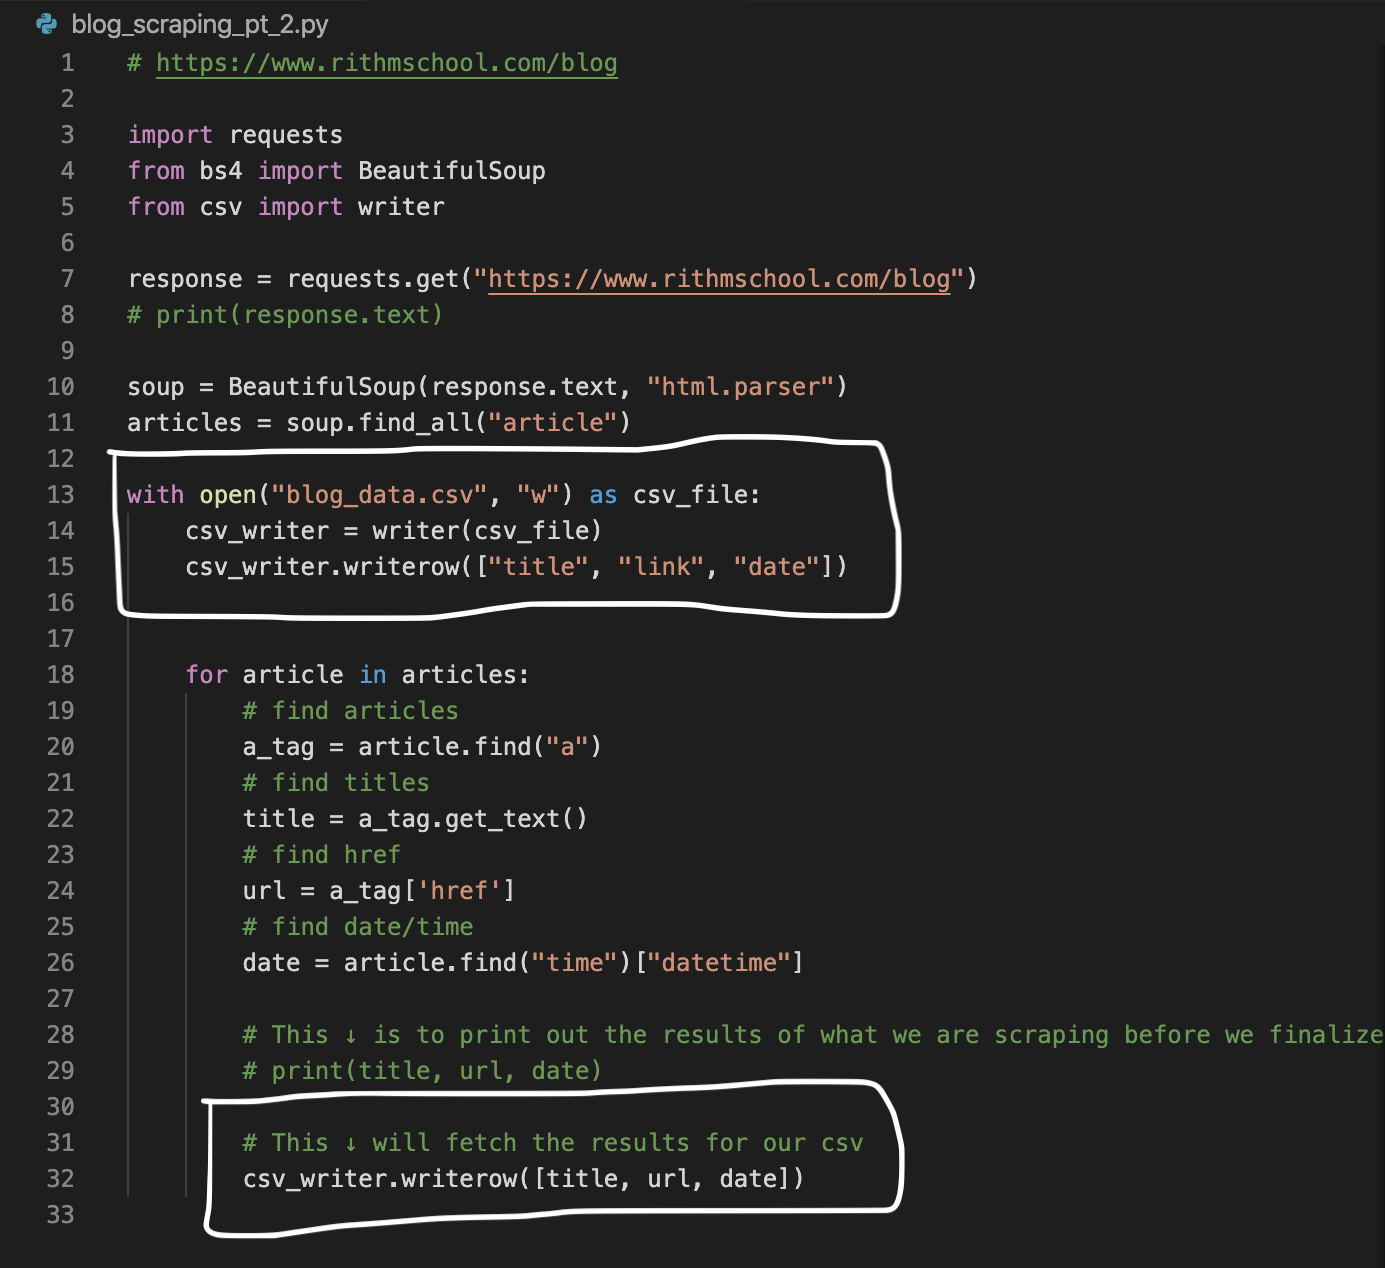 blog_scraping_pt_2.py
1 # https://www.rithmschool.com/blog
2
3 import requests
4 from bs4 import BeautifulSoup
5 from csv import writer
6
7 response = requests.get("https://www.rithmschool.com/blog")
8 # print(response.text)
9
10 soup = BeautifulSoup(response.text, "html.parser")
11 articles = soup.find_all("article")
12
13 with open("blog_data.csv", "w") as csv_file:
14     csv_writer = writer(csv_file)
15     csv_writer.writerow(["title", "link", "date"])
16
17
18     for article in articles:
19         # find articles
20         a_tag = article.find("a")
21         # find titles
22         title = a_tag.get_text()
23         # find href
24         url = a_tag['href']
25         # find date/time
26         date = article.find("time")["datetime"]
27
28         # This ↓ is to print out the results of what we are scraping before we finalize
29         # print(title, url, date)
30
31         # This ↓ will fetch the results for our csv
32         csv_writer.writerow([title, url, date])
33